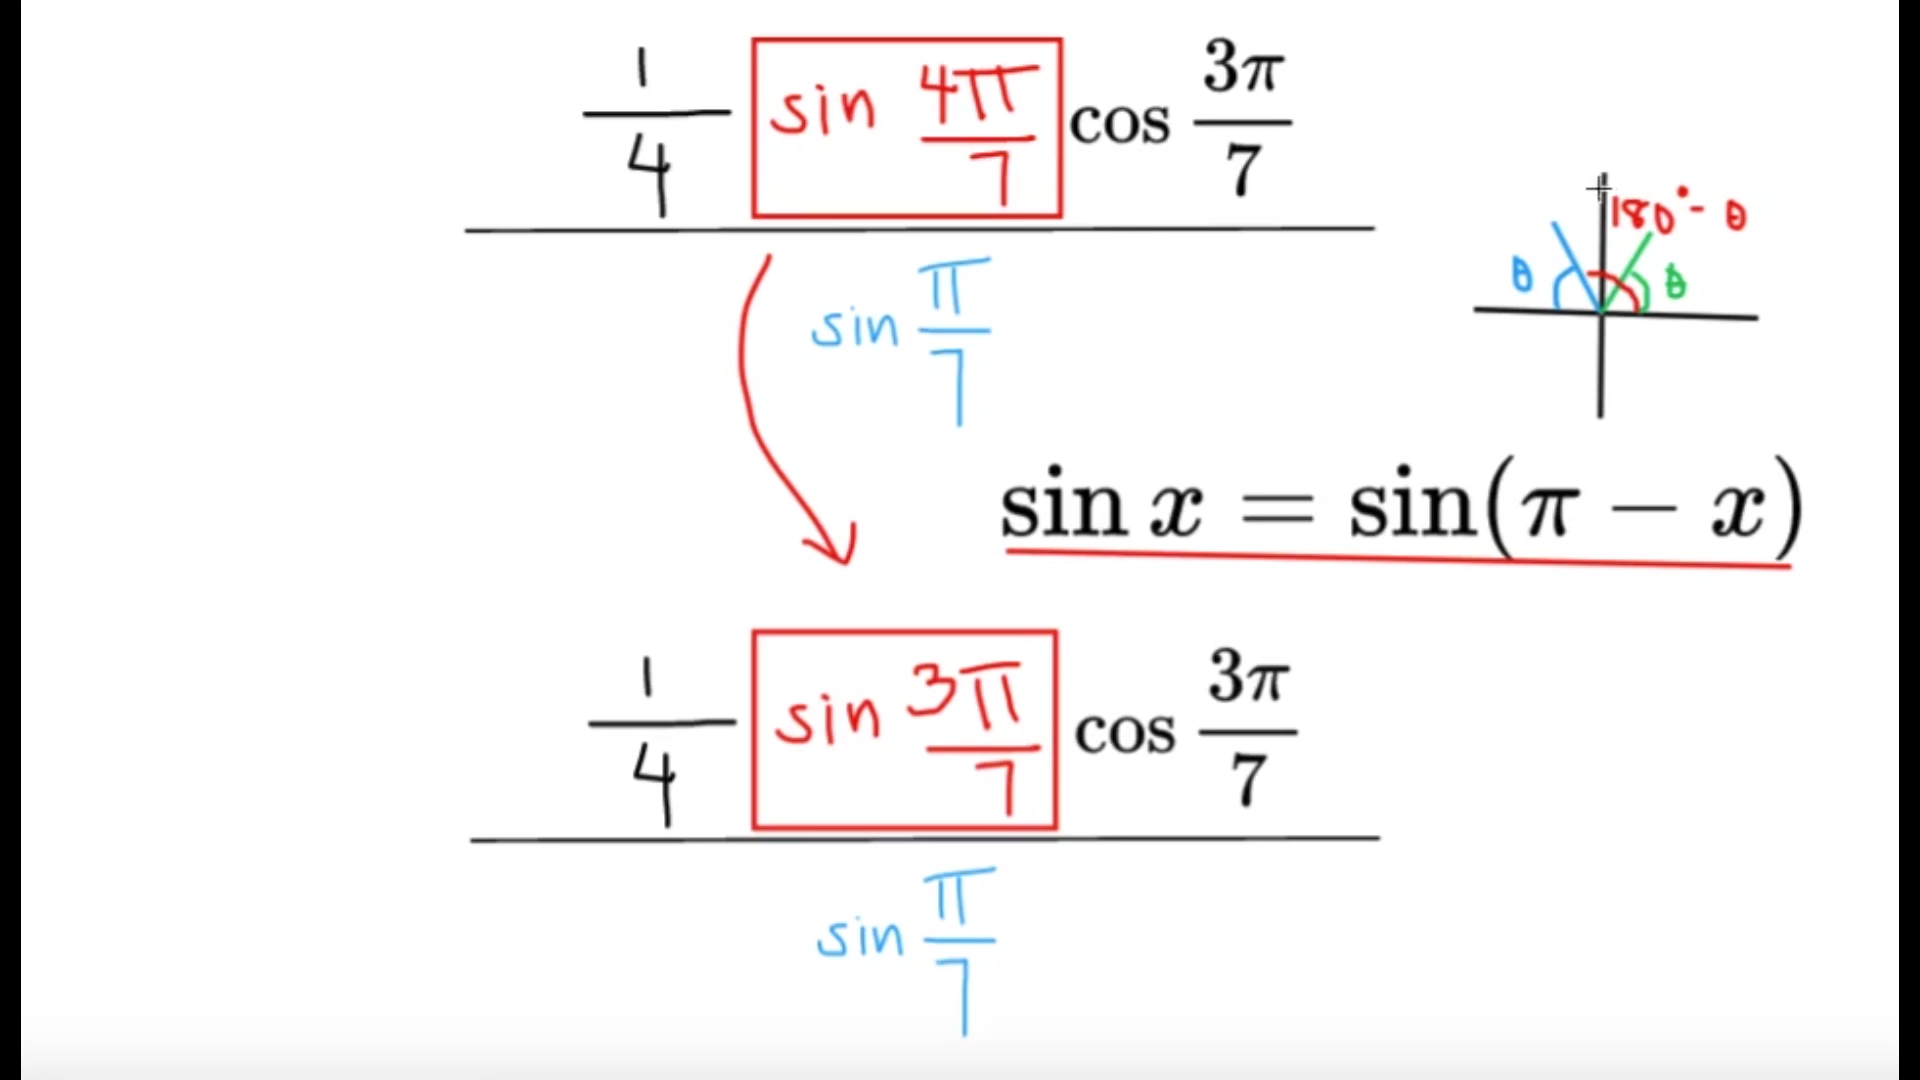 1/4 sin 4π/7 cos 3π/7
180° - θ
θ θ
sin π/7
sin x = sin(π − x)
1/4 sin 3π/7 cos 3π/7
sin π/7